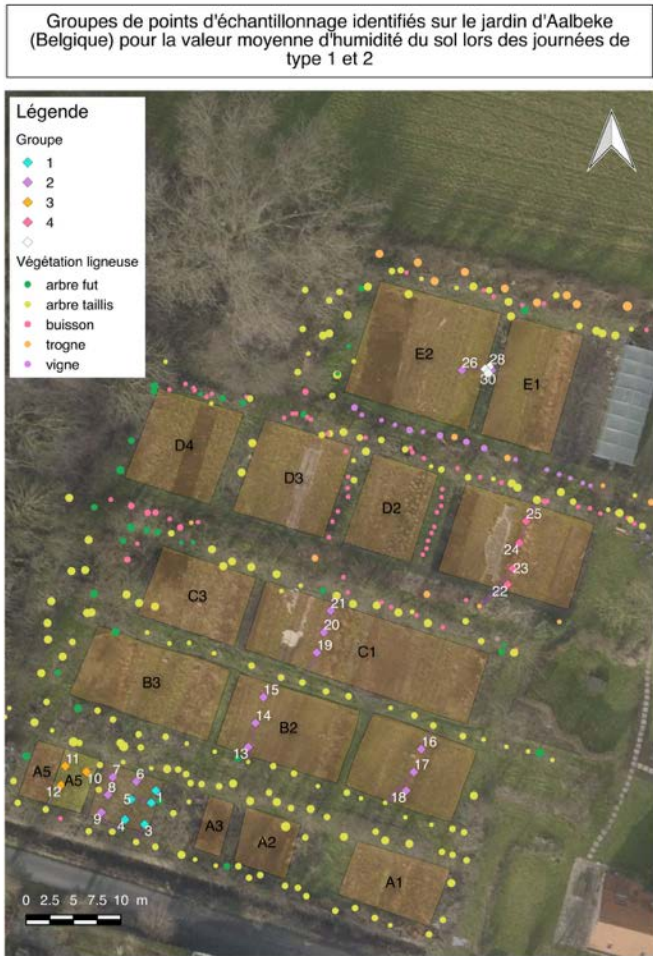 Groupes de points d'échantillonnage identifiés sur le jardin d'Aalbeke
(Belgique) pour la valeur moyenne d'humidité du sol lors des journées de
type 1 et 2
Légende
Groupe
1
2
3
4
Végétation ligneuse
arbre fut
arbre taillis
buisson
trogne
vigne
E2
26
28
30
E1
D4
D3
D2
25
24
23
22
C3
21
20
19
C1
B3
15
14
13
B2
16
17
18
A5
11
A5
10
12
7
6
8
5
1
9
4
3
A3
A2
A1
0 2.5 5 7.5 10 m